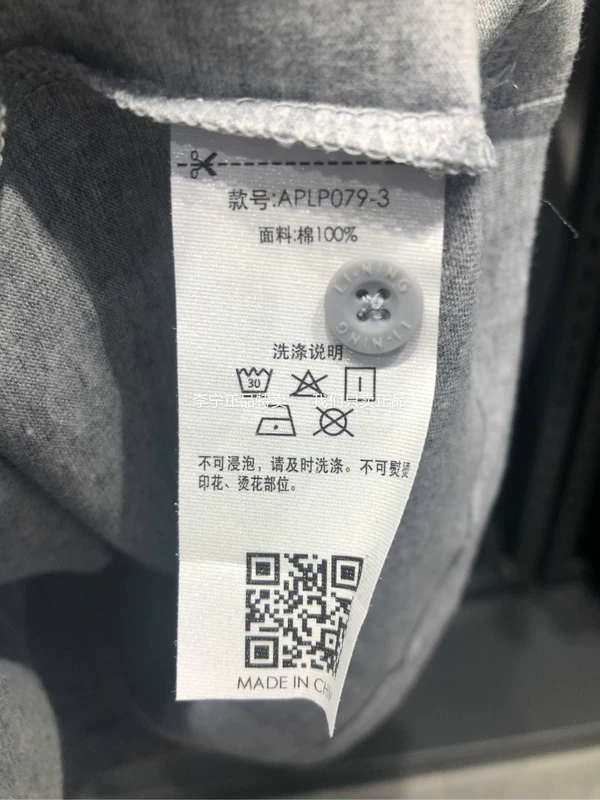 款号:APLP079-3
面料:棉100%
LI-NING
LI-NING
洗涤说明
30
不可浸泡，请及时洗涤。不可熨烫
印花、烫花部位。
MADE IN CHI